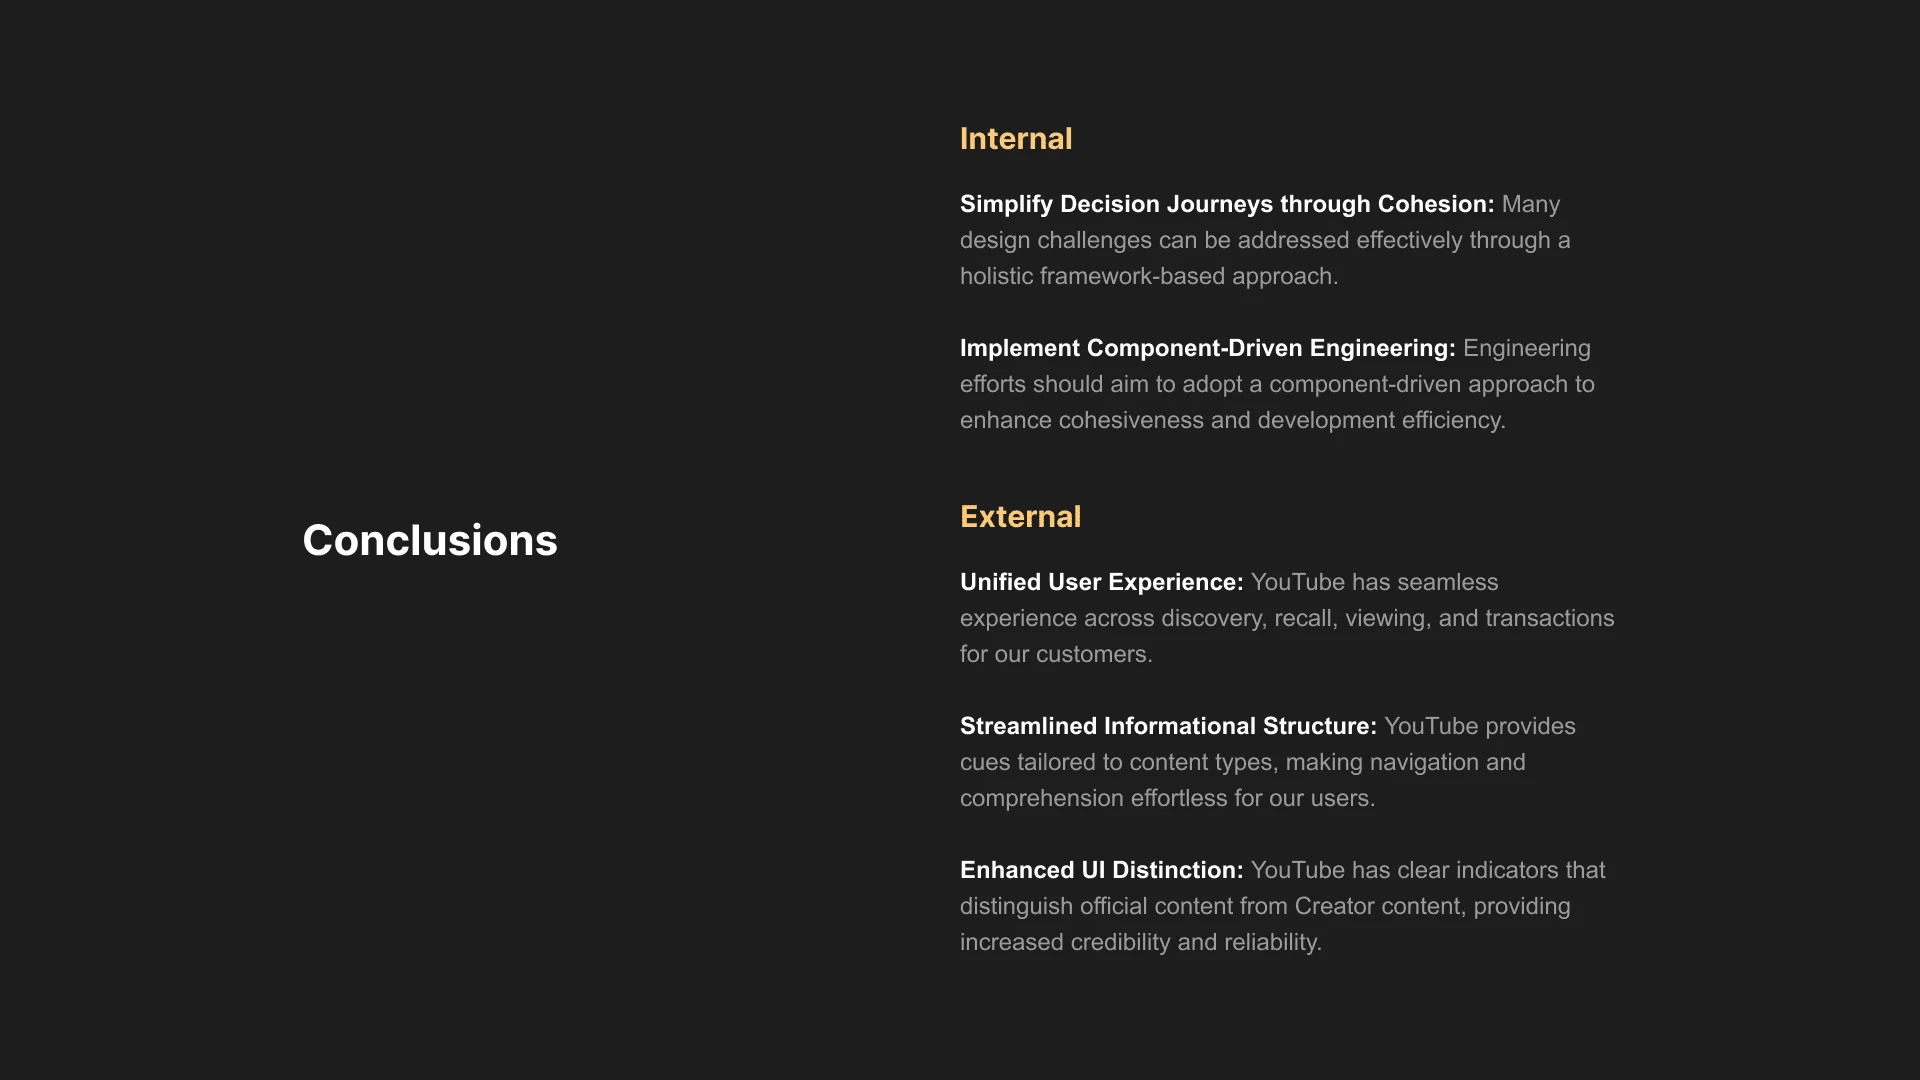 Conclusions
Internal
Simplify Decision Journeys through Cohesion: Many
design challenges can be addressed effectively through a
holistic framework-based approach.
Implement Component-Driven Engineering: Engineering
efforts should aim to adopt a component-driven approach to
enhance cohesiveness and development efficiency.
External
Unified User Experience: YouTube has seamless
experience across discovery, recall, viewing, and transactions
for our customers.
Streamlined Informational Structure: YouTube provides
cues tailored to content types, making navigation and
comprehension effortless for our users.
Enhanced UI Distinction: YouTube has clear indicators that
distinguish official content from Creator content, providing
increased credibility and reliability.